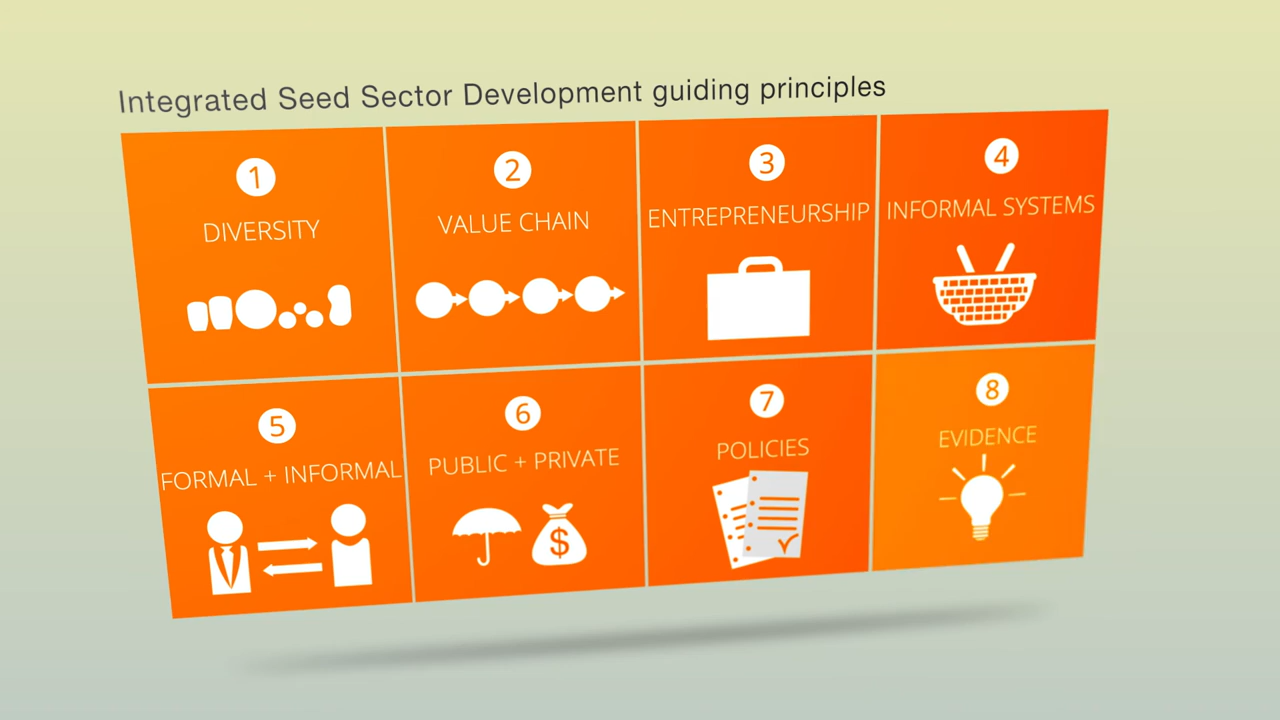 Integrated Seed Sector Development guiding principles
1
DIVERSITY
2
VALUE CHAIN
3
ENTREPRENEURSHIP
4
INFORMAL SYSTEMS
5
FORMAL + INFORMAL
6
PUBLIC + PRIVATE
$
7
POLICIES
8
EVIDENCE